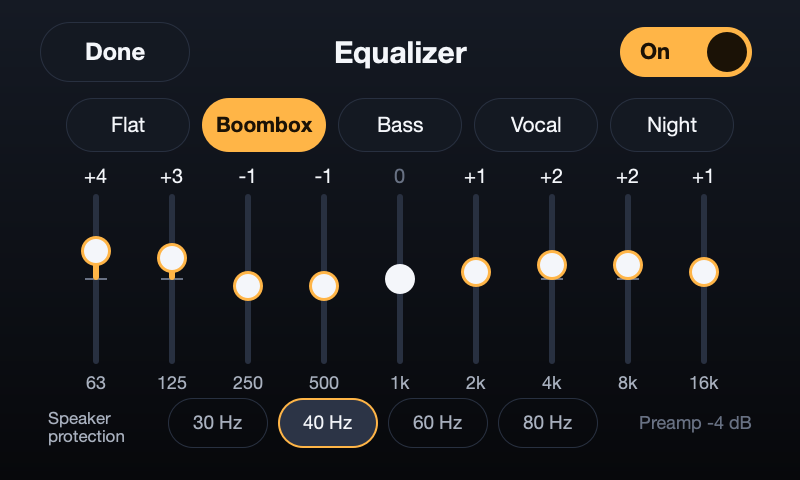 Done
Equalizer
On
Flat
Boombox
Bass
Vocal
Night
+4 +3 -1 -1 0 +1 +2 +2 +1
63 125 250 500 1k 2k 4k 8k 16k
Speaker
protection
30 Hz
40 Hz
60 Hz
80 Hz
Preamp -4 dB